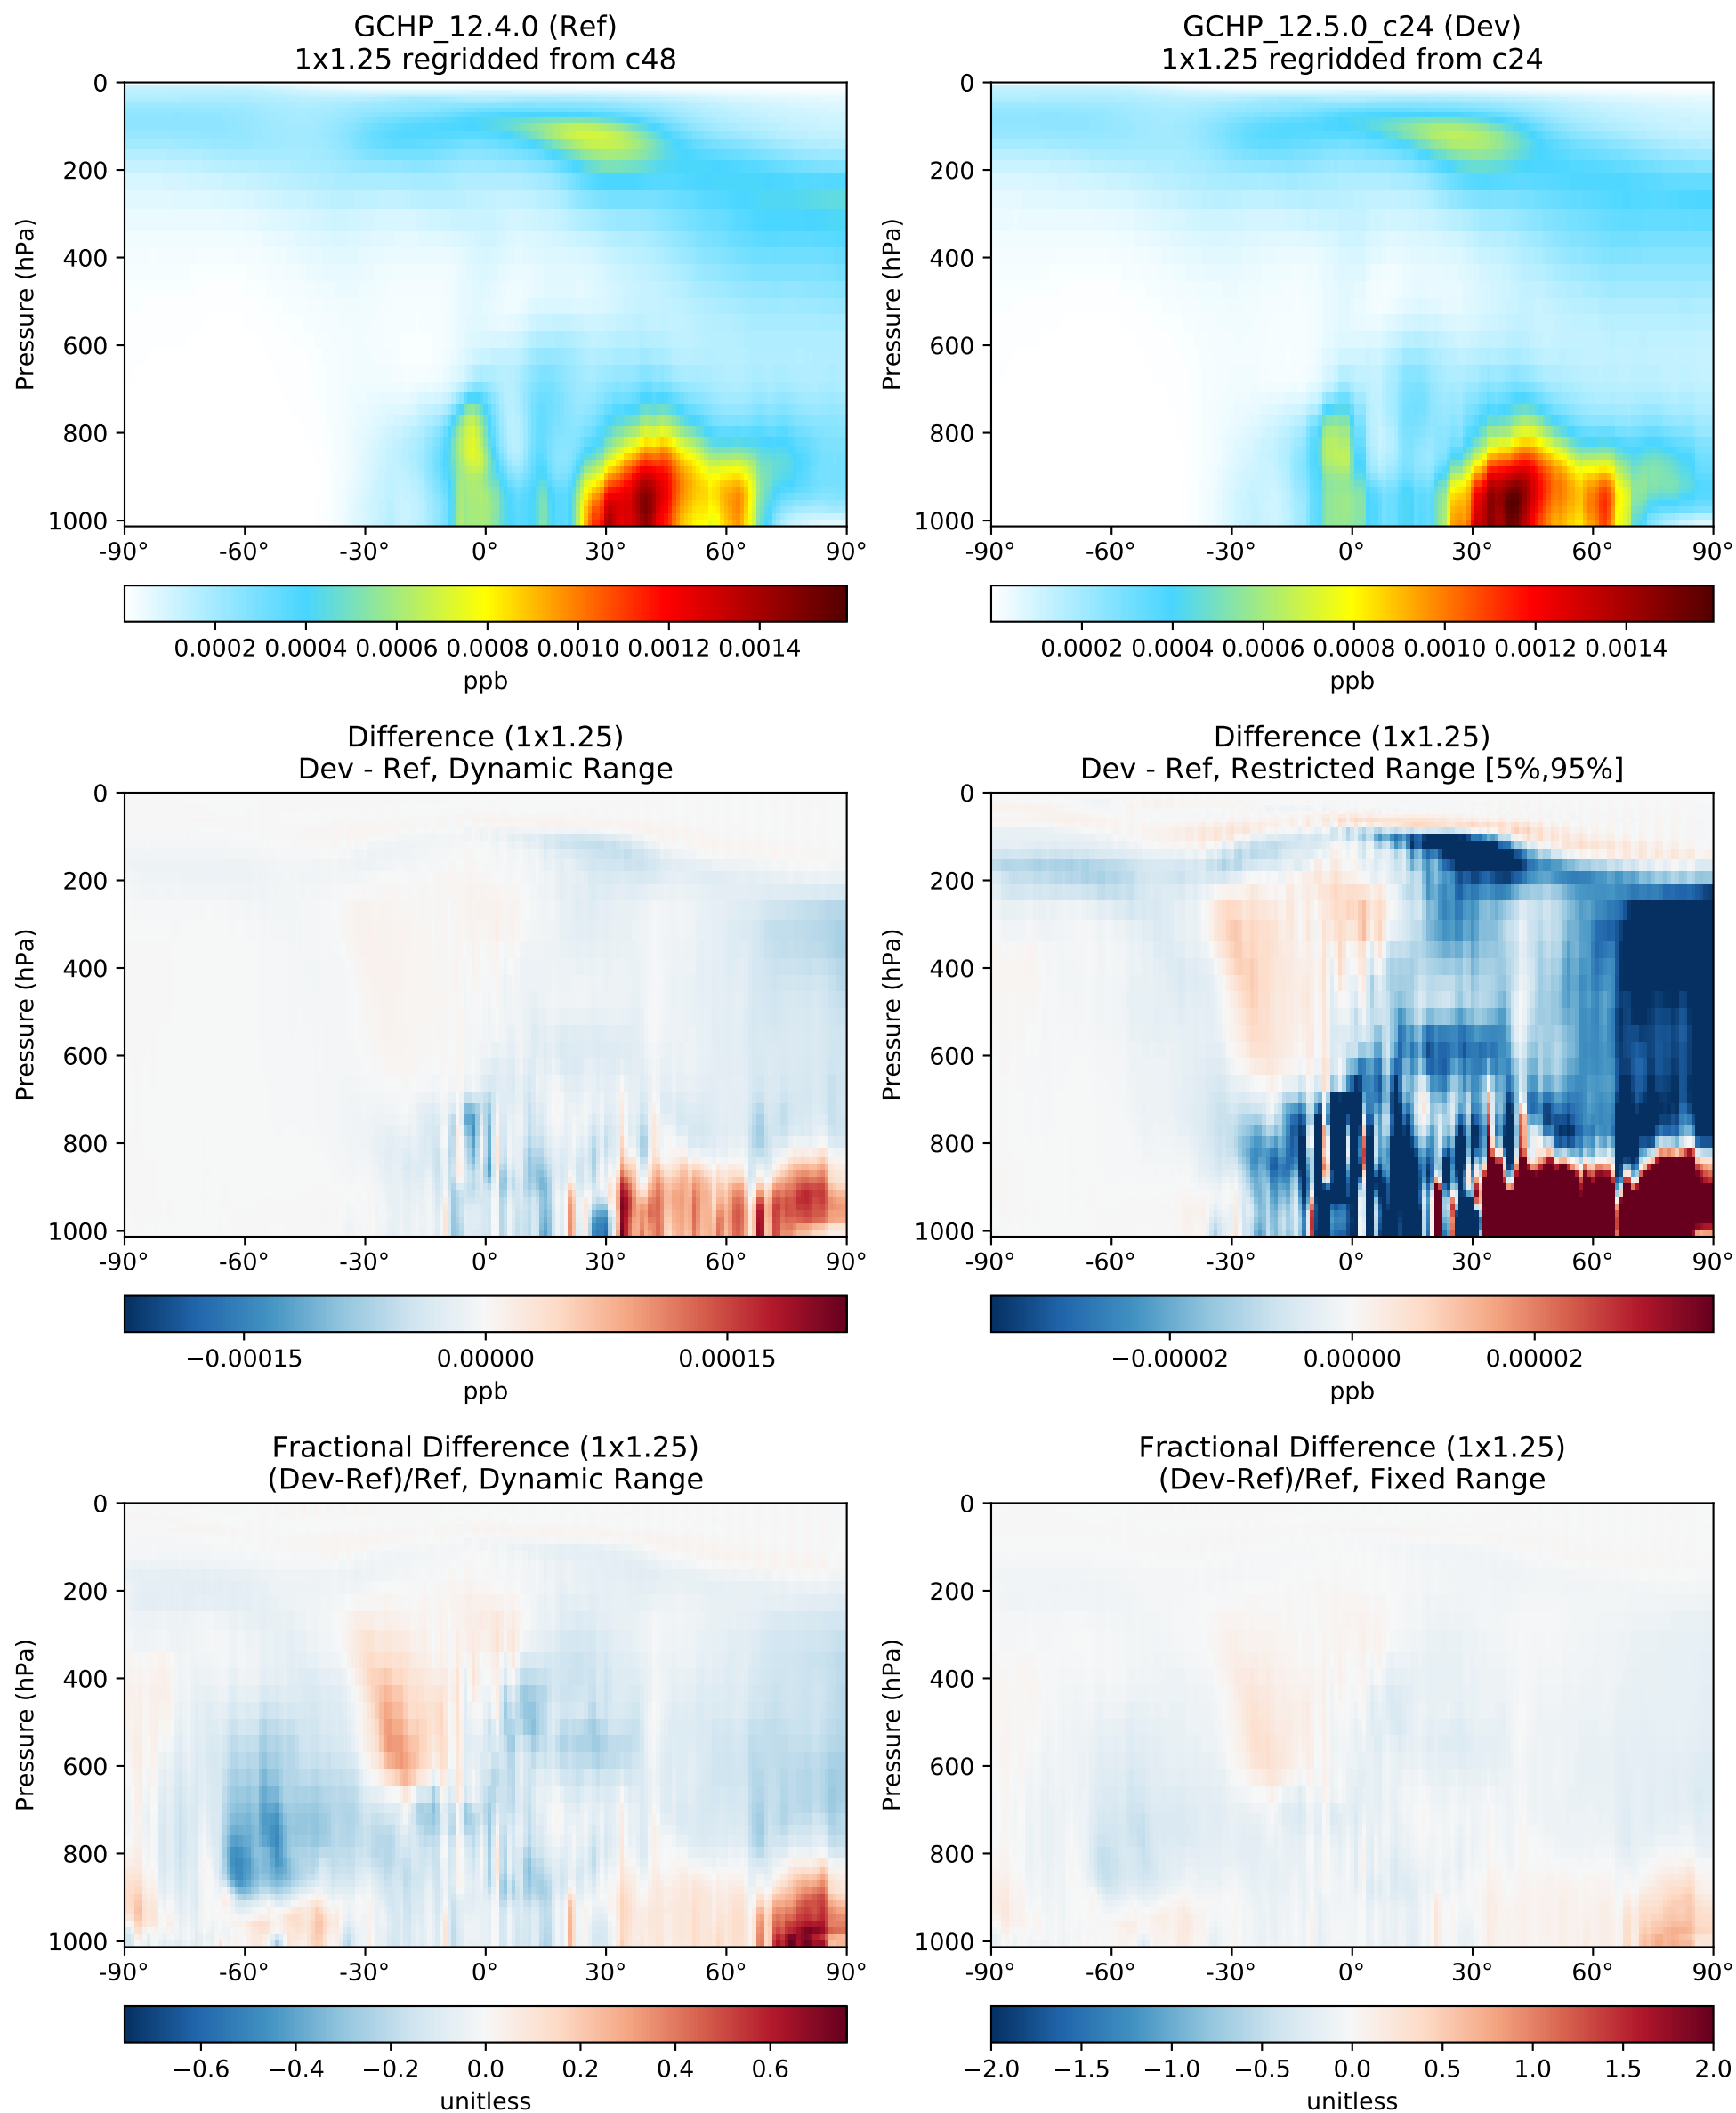 GCHP_12.4.0 (Ref)
1x1.25 regridded from c48
0
200
400
600
800
1000
Pressure (hPa)
-90° -60° -30° 0° 30° 60° 90°
0.0002 0.0004 0.0006 0.0008 0.0010 0.0012 0.0014
ppb
GCHP_12.5.0_c24 (Dev)
1x1.25 regridded from c24
0
200
400
600
800
1000
Pressure (hPa)
-90° -60° -30° 0° 30° 60° 90°
0.0002 0.0004 0.0006 0.0008 0.0010 0.0012 0.0014
ppb
Difference (1x1.25)
Dev - Ref, Dynamic Range
0
200
400
600
800
1000
Pressure (hPa)
-90° -60° -30° 0° 30° 60° 90°
−0.00015 0.00000 0.00015
ppb
Difference (1x1.25)
Dev - Ref, Restricted Range [5%,95%]
0
200
400
600
800
1000
Pressure (hPa)
-90° -60° -30° 0° 30° 60° 90°
−0.00002 0.00000 0.00002
ppb
Fractional Difference (1x1.25)
(Dev-Ref)/Ref, Dynamic Range
0
200
400
600
800
1000
Pressure (hPa)
-90° -60° -30° 0° 30° 60° 90°
−0.6 −0.4 −0.2 0.0 0.2 0.4 0.6
unitless
Fractional Difference (1x1.25)
(Dev-Ref)/Ref, Fixed Range
0
200
400
600
800
1000
Pressure (hPa)
-90° -60° -30° 0° 30° 60° 90°
−2.0 −1.5 −1.0 −0.5 0.0 0.5 1.0 1.5 2.0
unitless